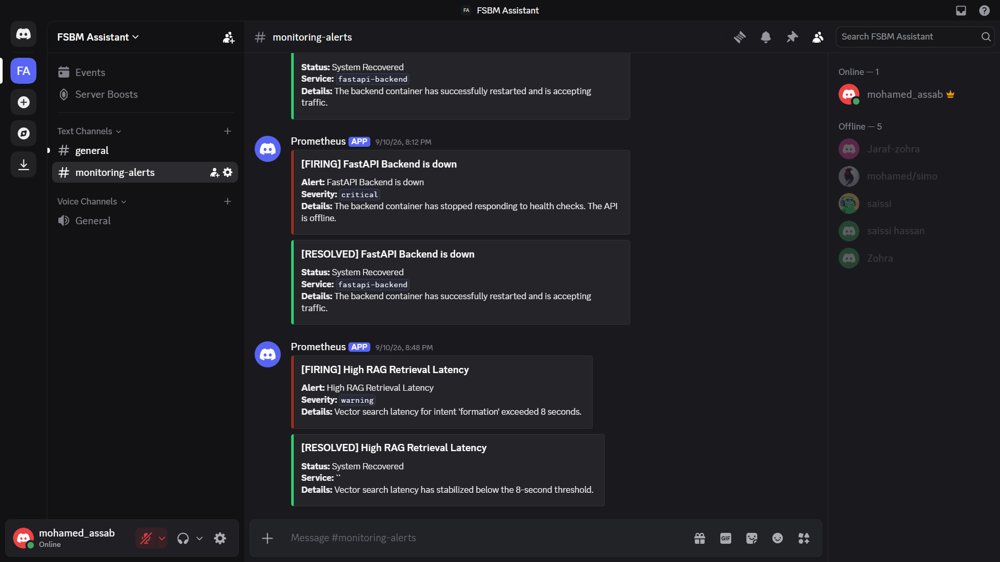 FA FSBM Assistant
FSBM Assistant
monitoring-alerts
Search FSBM Assistant
FA
Events
Server Boosts
Text Channels
general
monitoring-alerts
Voice Channels
General
Status: System Recovered
Service: fastapi-backend
Details: The backend container has successfully restarted and is accepting
traffic.
Prometheus APP 9/10/26, 8:12 PM
[FIRING] FastAPI Backend is down
Alert: FastAPI Backend is down
Severity: critical
Details: The backend container has stopped responding to health checks. The API
is offline.
[RESOLVED] FastAPI Backend is down
Status: System Recovered
Service: fastapi-backend
Details: The backend container has successfully restarted and is accepting
traffic.
Prometheus APP 9/10/26, 8:48 PM
[FIRING] High RAG Retrieval Latency
Alert: High RAG Retrieval Latency
Severity: warning
Details: Vector search latency for intent 'formation' exceeded 8 seconds.
[RESOLVED] High RAG Retrieval Latency
Status: System Recovered
Service: ``
Details: Vector search latency has stabilized below the 8-second threshold.
Online — 1
mohamed_assab
Offline — 5
Jaraf-zohra
mohamed/simo
saissi
saissi hassan
Zohra
mohamed_assab
Online
Message #monitoring-alerts
GIF